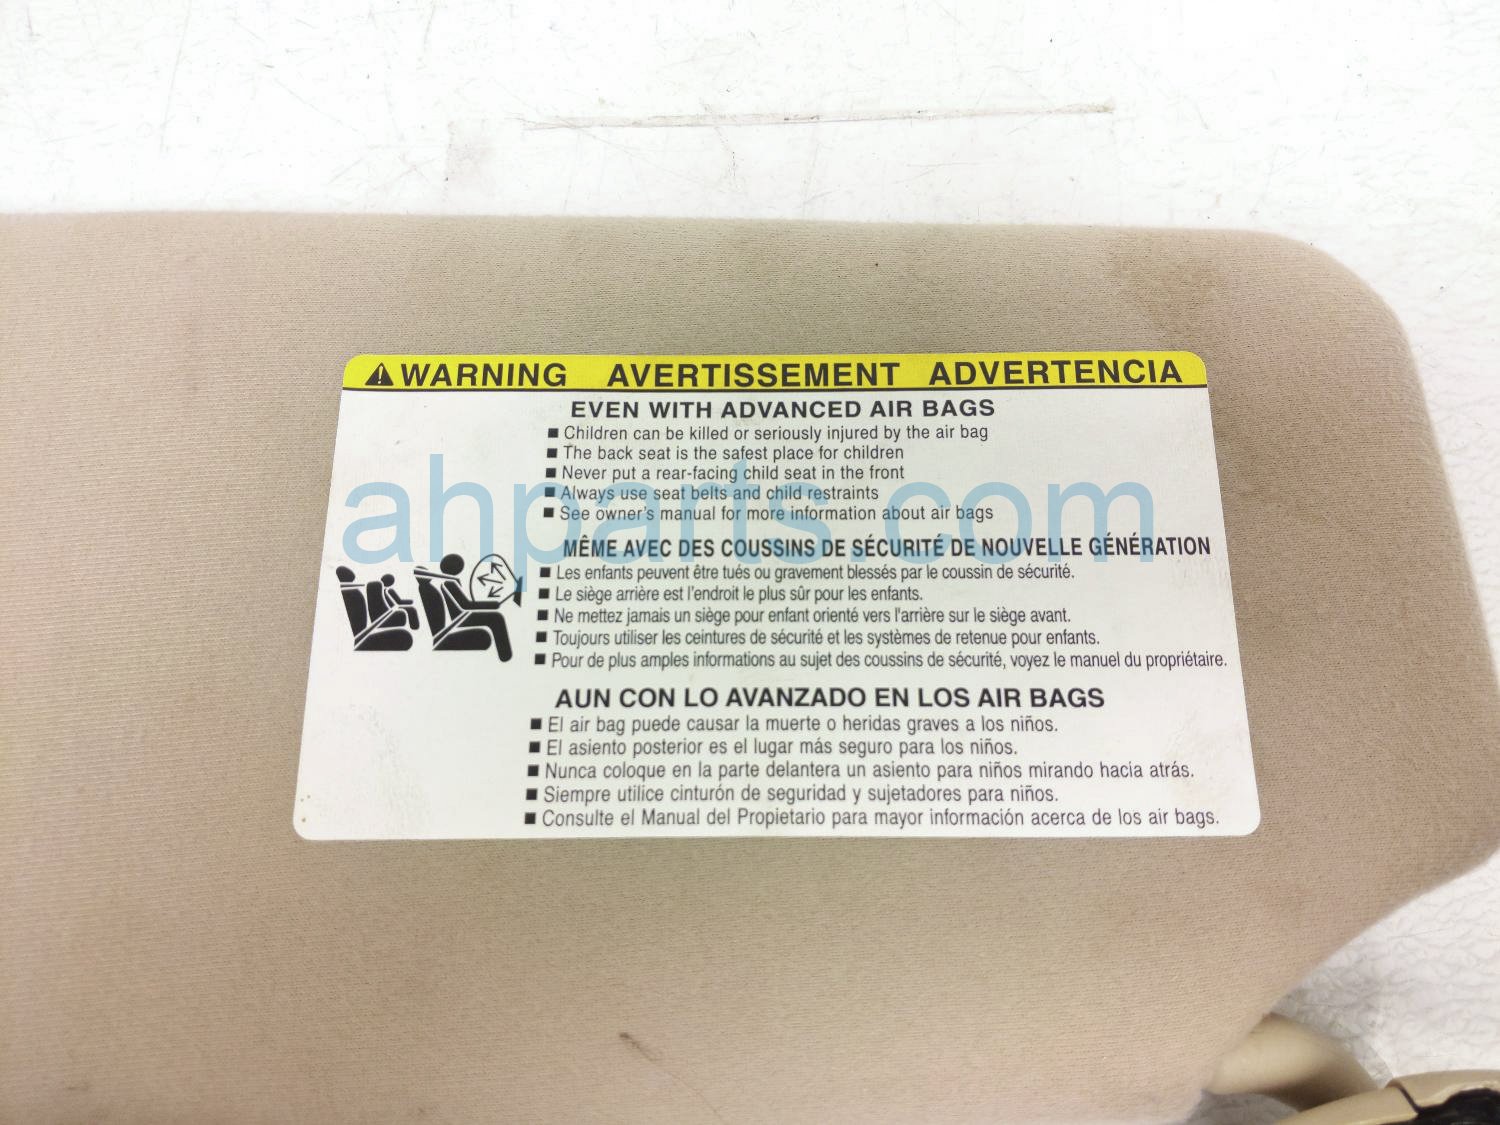 WARNING AVERTISSEMENT ADVERTENCIA
EVEN WITH ADVANCED AIR BAGS
Children can be killed or seriously injured by the air bag
The back seat is the safest place for children
Never put a rear-facing child seat in the front
Always use seat belts and child restraints
See owner's manual for more information about air bags
MÊME AVEC DES COUSSINS DE SÉCURITÉ DE NOUVELLE GÉNÉRATION
Les enfants peuvent être tués ou gravement blessés par le coussin de sécurité.
Le siège arrière est l'endroit le plus sûr pour les enfants.
Ne mettez jamais un siège pour enfant orienté vers l'arrière sur le siège avant.
Toujours utiliser les ceintures de sécurité et les systèmes de retenue pour enfants.
Pour de plus amples informations au sujet des coussins de sécurité, voyez le manuel du propriétaire.
AUN CON LO AVANZADO EN LOS AIR BAGS
El air bag puede causar la muerte o heridas graves a los niños.
El asiento posterior es el lugar más seguro para los niños.
Nunca coloque en la parte delantera un asiento para niños mirando hacia atrás.
Siempre utilice cinturón de seguridad y sujetadores para niños.
Consulte el Manual del Propietario para mayor información acerca de los air bags.
ahparts.com